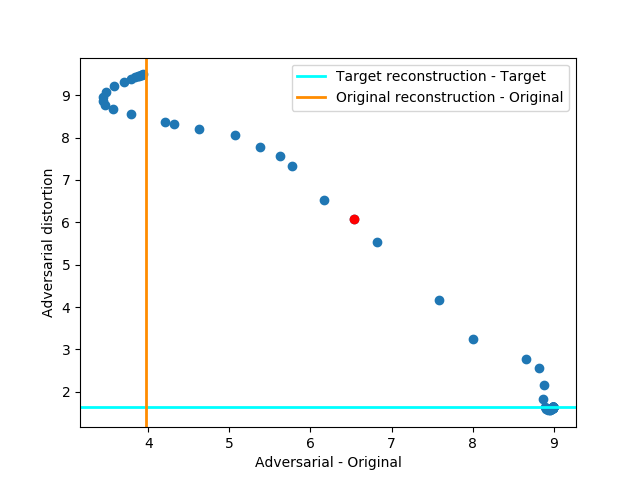 Target reconstruction - Target
Original reconstruction - Original
9
8
7
6
5
4
3
2
Adversarial distortion
4 5 6 7 8 9
Adversarial - Original